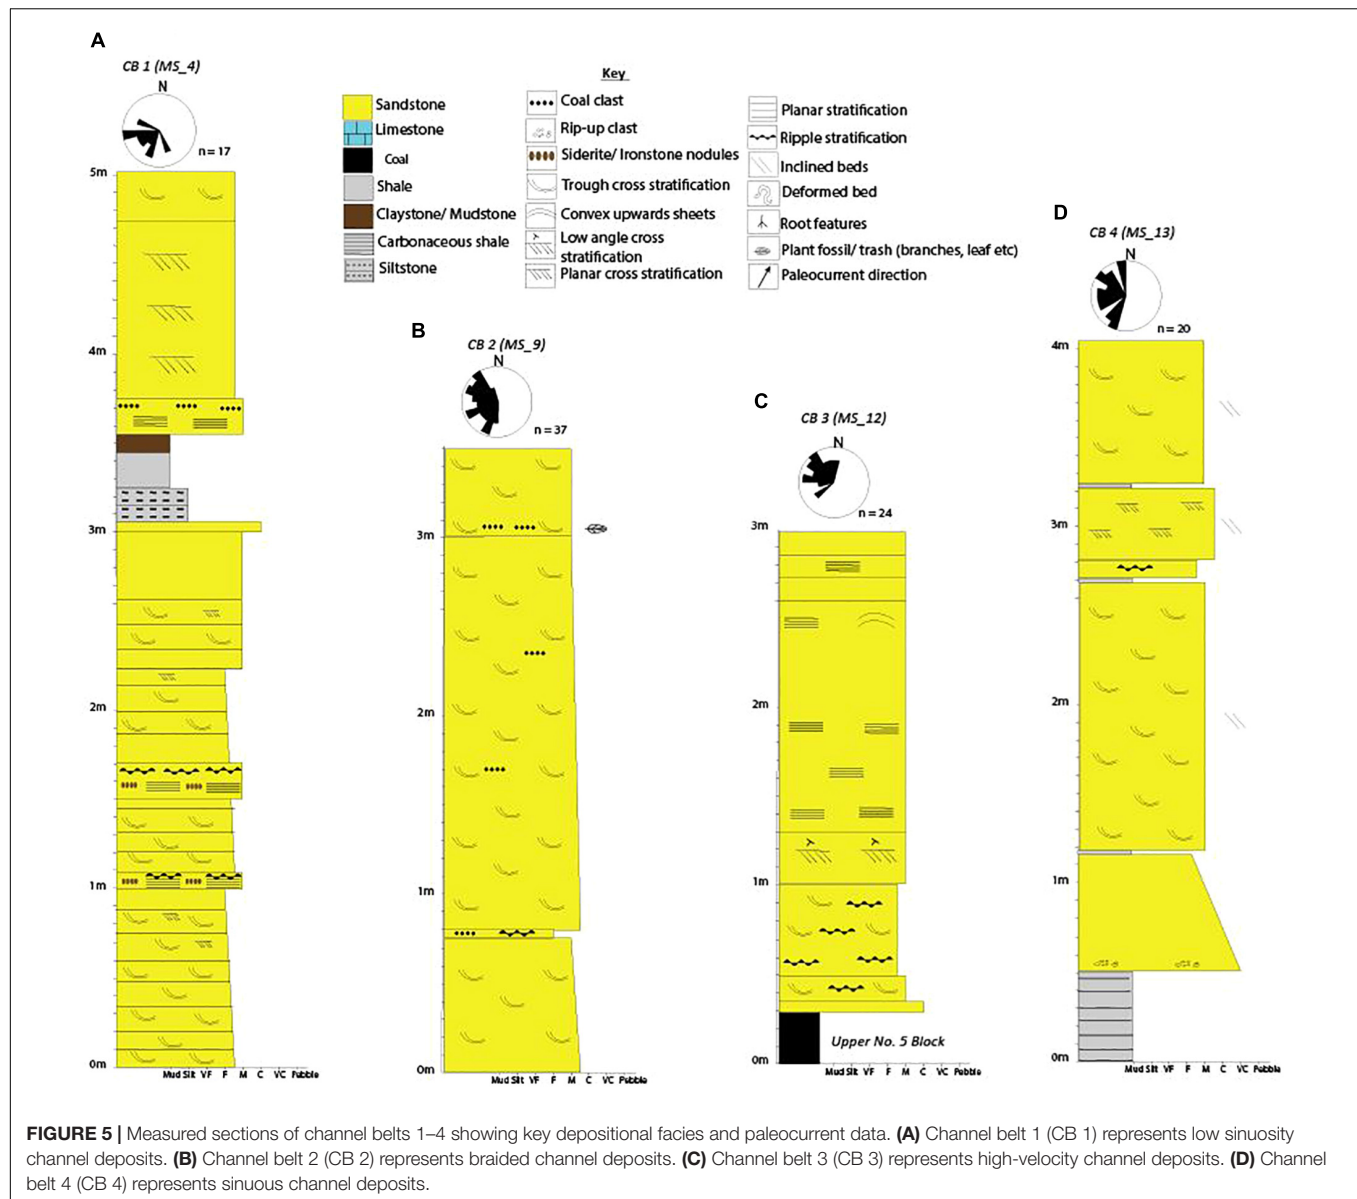 A
CB 1 (MS_4)
N
n = 17
5m
4m
3m
2m
1m
0m
Mud Silt VF F M C VC Pebble
Key
Sandstone
Limestone
Coal
Shale
Claystone/ Mudstone
Carbonaceous shale
Siltstone
Coal clast
Rip-up clast
Siderite/ Ironstone nodules
Trough cross stratification
Convex upwards sheets
Low angle cross
stratification
Planar cross stratification
Planar stratification
Ripple stratification
Inclined beds
Deformed bed
Root features
Plant fossil/ trash (branches, leaf etc)
Paleocurrent direction
B
CB 2 (MS_9)
N
n = 37
3m
2m
1m
0m
Mud Silt VF F M C VC Pebble
C
CB 3 (MS_12)
N
n = 24
3m
2m
1m
0m
Upper No. 5 Block
Mud Silt VF F M C VC Pebble
D
CB 4 (MS_13)
N
n = 20
4m
3m
2m
1m
0m
Mud Silt VF F M C VC Pebble
FIGURE 5 | Measured sections of channel belts 1–4 showing key depositional facies and paleocurrent data. (A) Channel belt 1 (CB 1) represents low sinuosity
channel deposits. (B) Channel belt 2 (CB 2) represents braided channel deposits. (C) Channel belt 3 (CB 3) represents high-velocity channel deposits. (D) Channel
belt 4 (CB 4) represents sinuous channel deposits.